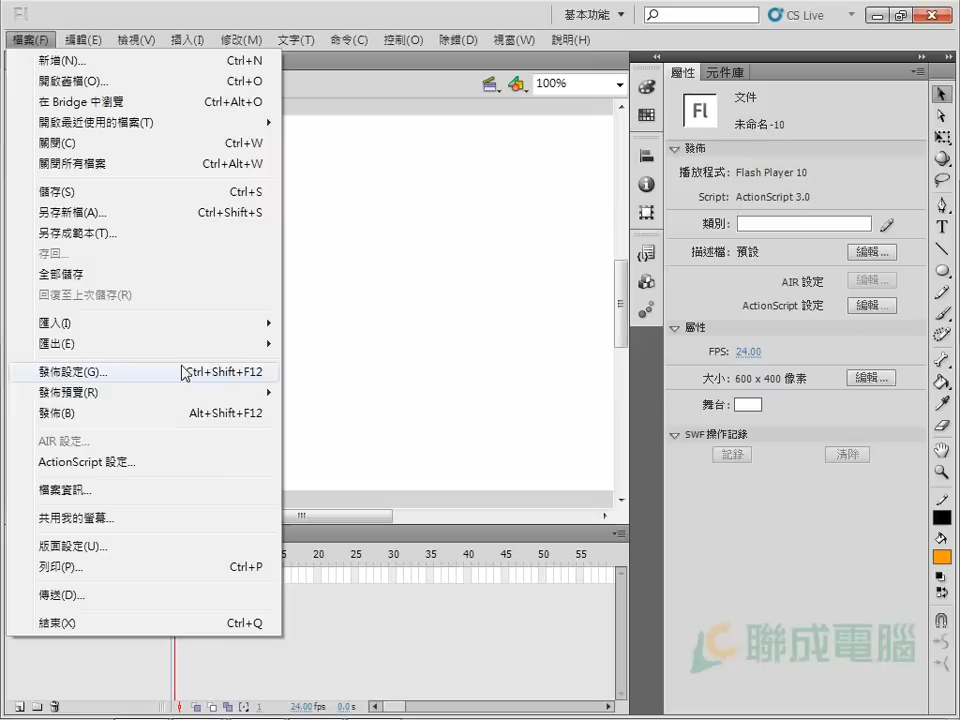 Fl
基本功能
CS Live
檔案(F) 編輯(E) 檢視(V) 插入(I) 修改(M) 文字(T) 命令(C) 控制(O) 除錯(D) 視窗(W) 說明(H)
新增(N)... Ctrl+N
開啟舊檔(O)... Ctrl+O
在 Bridge 中瀏覽 Ctrl+Alt+O
開啟最近使用的檔案(T)
關閉(C) Ctrl+W
關閉所有檔案 Ctrl+Alt+W
儲存(S) Ctrl+S
另存新檔(A)... Ctrl+Shift+S
另存成範本(T)...
存回...
全部儲存
回復至上次儲存(R)
匯入(I)
匯出(E)
發佈設定(G)... Ctrl+Shift+F12
發佈預覽(R)
發佈(B) Alt+Shift+F12
AIR 設定...
ActionScript 設定...
檔案資訊...
共用我的螢幕...
版面設定(U)...
列印(P)... Ctrl+P
傳送(D)...
結束(X) Ctrl+Q
100%
5 20 25 30 35 40 45 50 55
1 24.00 fps 0.0 s
屬性 元件庫
Fl
文件
未命名-10
發佈
播放程式: Flash Player 10
Script: ActionScript 3.0
類別:
描述檔: 預設 編輯...
AIR 設定 編輯...
ActionScript 設定 編輯...
屬性
FPS: 24.00
大小: 600 x 400 像素 編輯...
舞台:
SWF 操作記錄
記錄 清除
聯成電腦